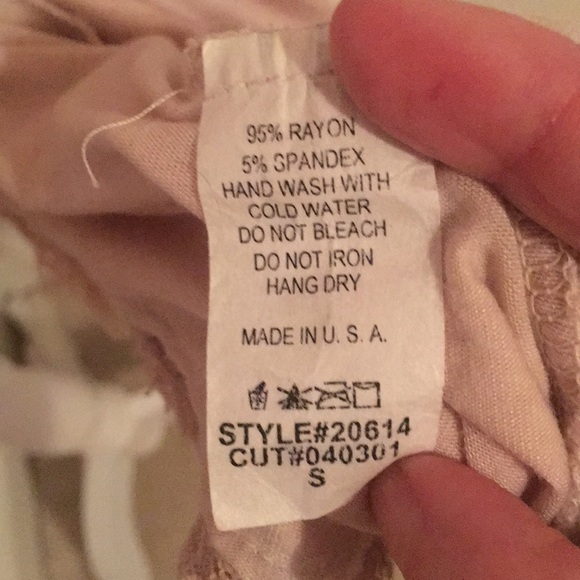 95% RAYON
5% SPANDEX
HAND WASH WITH
COLD WATER
DO NOT BLEACH
DO NOT IRON
HANG DRY
MADE IN U. S. A.
STYLE#20614
CUT#040301
S